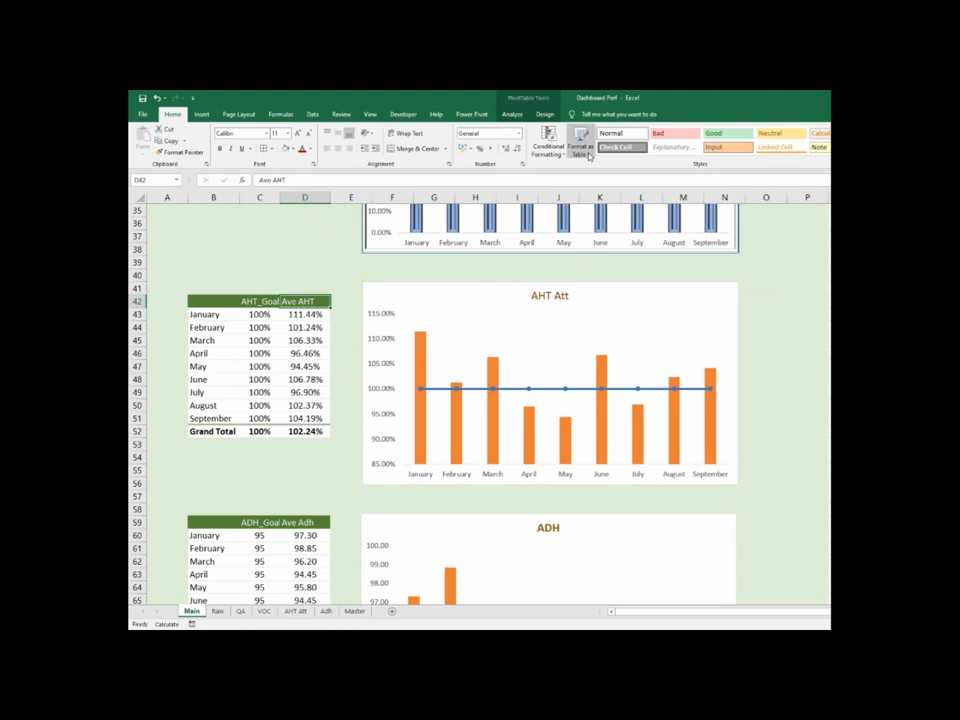 PivotTable Tools Dashboard Perf - Excel
File Home Insert Page Layout Formulas Data Review View Developer Help Power Pivot Analyze Design Tell me what you want to do
Cut
Copy
Format Painter
Calibri 11
B I U
Wrap Text
Merge & Center
General
Conditional Formatting
Format as Table
Normal Bad Good Neutral
Check Cell Explanatory... Input Linked Cell Note
Clipboard Font Alignment Number Styles
D42 fx Ave AHT
A B C D E F G H I J K L M N O P
35
36
37
38
39
40
41
42
43
44
45
46
47
48
49
50
51
52
53
54
55
56
57
58
59
60
61
62
63
64
65
10.00%
0.00%
January February March April May June July August September
AHT_Goal Ave AHT
January 100% 111.44%
February 100% 101.24%
March 100% 106.33%
April 100% 96.46%
May 100% 94.45%
June 100% 106.78%
July 100% 96.90%
August 100% 102.37%
September 100% 104.19%
Grand Total 100% 102.24%
AHT Att
115.00%
110.00%
105.00%
100.00%
95.00%
90.00%
85.00%
January February March April May June July August September
ADH_Goal Ave Adh
January 95 97.30
February 95 98.85
March 95 96.20
April 95 94.45
May 95 95.80
June 95 94.45
ADH
100.00
99.00
98.00
97.00
Main Raw QA VOC AHT Att Adh Master
Ready Calculate